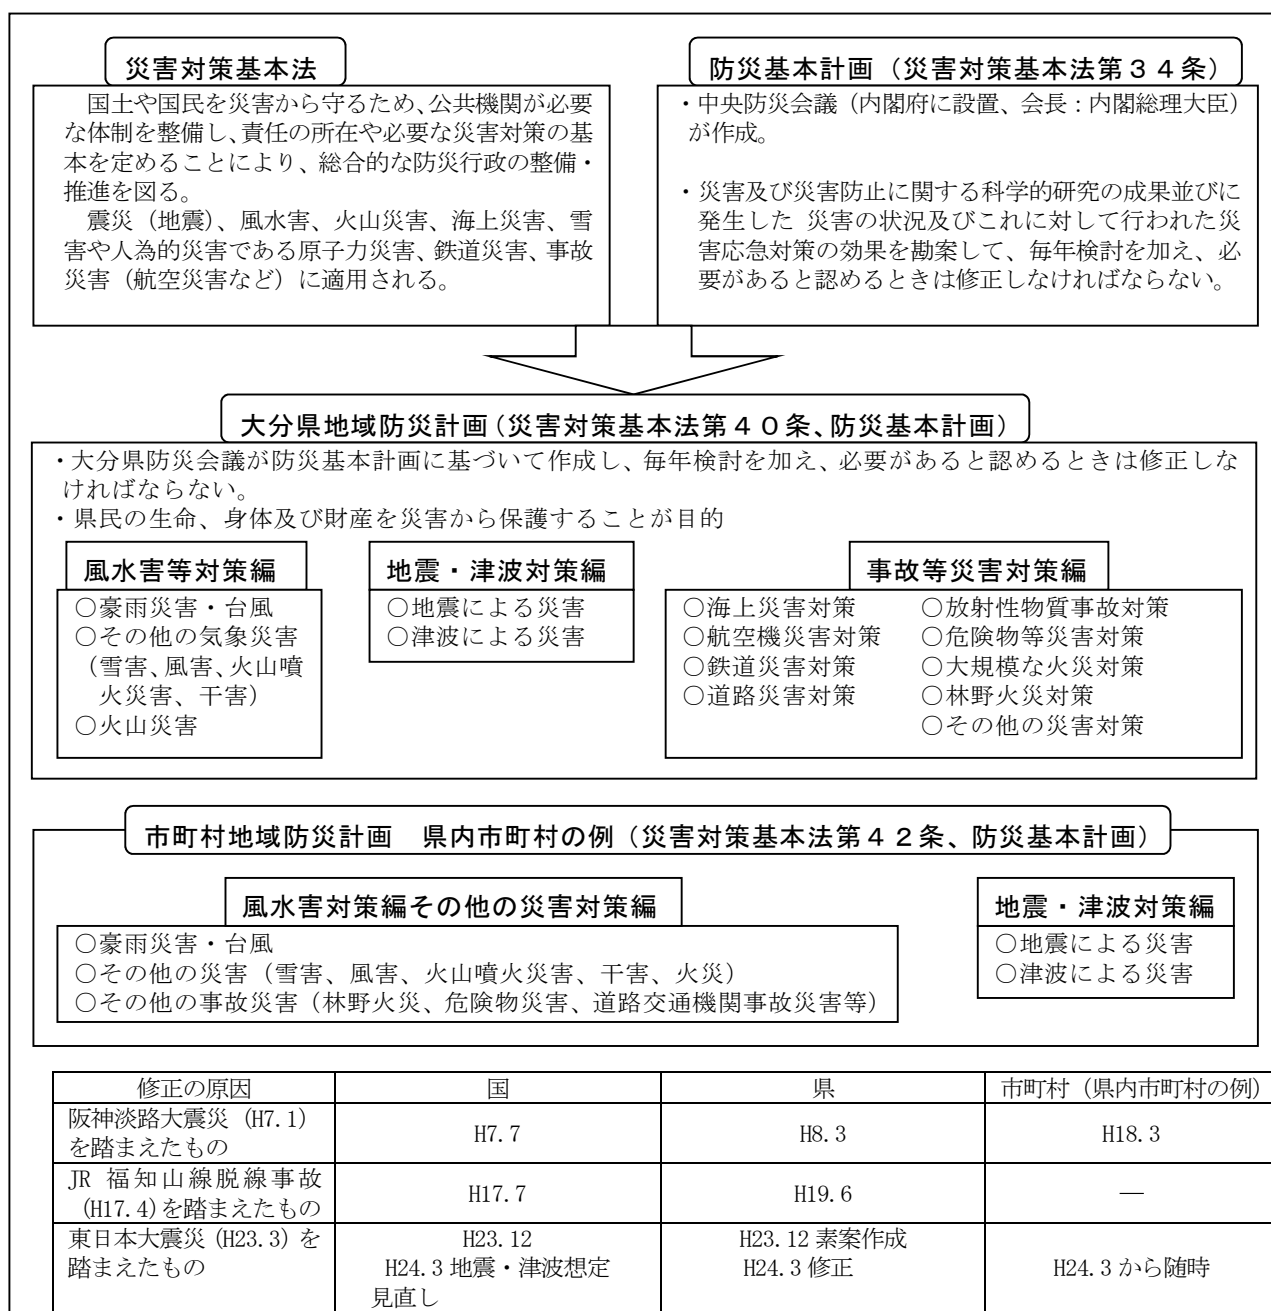 災害対策基本法
国土や国民を災害から守るため、公共機関が必要
な体制を整備し、責任の所在や必要な災害対策の基
本を定めることにより、総合的な防災行政の整備・
推進を図る。
震災（地震）、風水害、火山災害、海上災害、雪
害や人為的災害である原子力災害、鉄道災害、事故
災害（航空災害など）に適用される。
防災基本計画（災害対策基本法第３４条）
・中央防災会議（内閣府に設置、会長：内閣総理大臣）
が作成。
・災害及び災害防止に関する科学的研究の成果並びに
発生した 災害の状況及びこれに対して行われた災
害応急対策の効果を勘案して、毎年検討を加え、必
要があると認めるときは修正しなければならない。
大分県地域防災計画（災害対策基本法第４０条、防災基本計画）
・大分県防災会議が防災基本計画に基づいて作成し、毎年検討を加え、必要があると認めるときは修正しな
ければならない。
・県民の生命、身体及び財産を災害から保護することが目的
風水害等対策編
○豪雨災害・台風
○その他の気象災害
（雪害、風害、火山噴
火災害、干害）
○火山災害
地震・津波対策編
○地震による災害
○津波による災害
事故等災害対策編
○海上災害対策 ○放射性物質事故対策
○航空機災害対策 ○危険物等災害対策
○鉄道災害対策 ○大規模な火災対策
○道路災害対策 ○林野火災対策
○その他の災害対策
市町村地域防災計画　県内市町村の例（災害対策基本法第４２条、防災基本計画）
風水害対策編その他の災害対策編
○豪雨災害・台風
○その他の災害（雪害、風害、火山噴火災害、干害、火災）
○その他の事故災害（林野火災、危険物災害、道路交通機関事故災害等）
地震・津波対策編
○地震による災害
○津波による災害
修正の原因 国 県 市町村（県内市町村の例）
阪神淡路大震災（H7.1）
を踏まえたもの H7.7 H8.3 H18.3
JR 福知山線脱線事故
（H17.4)を踏まえたもの H17.7 H19.6 ―
東日本大震災（H23.3）を H23.12 H23.12 素案作成
踏まえたもの H24.3 地震・津波想定 H24.3 修正 H24.3 から随時
見直し